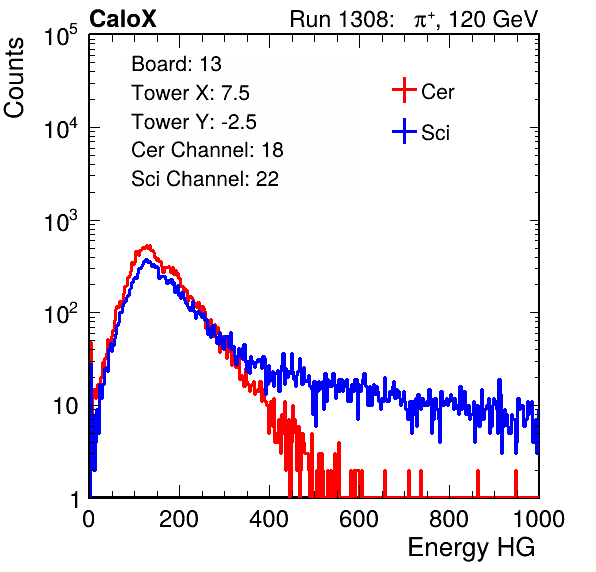 CaloX Run 1308: π⁺, 120 GeV
Counts
10⁵
10⁴
10³
10²
10
1
Board: 13
Tower X: 7.5
Tower Y: -2.5
Cer Channel: 18
Sci Channel: 22
Cer
Sci
0 200 400 600 800 1000
Energy HG